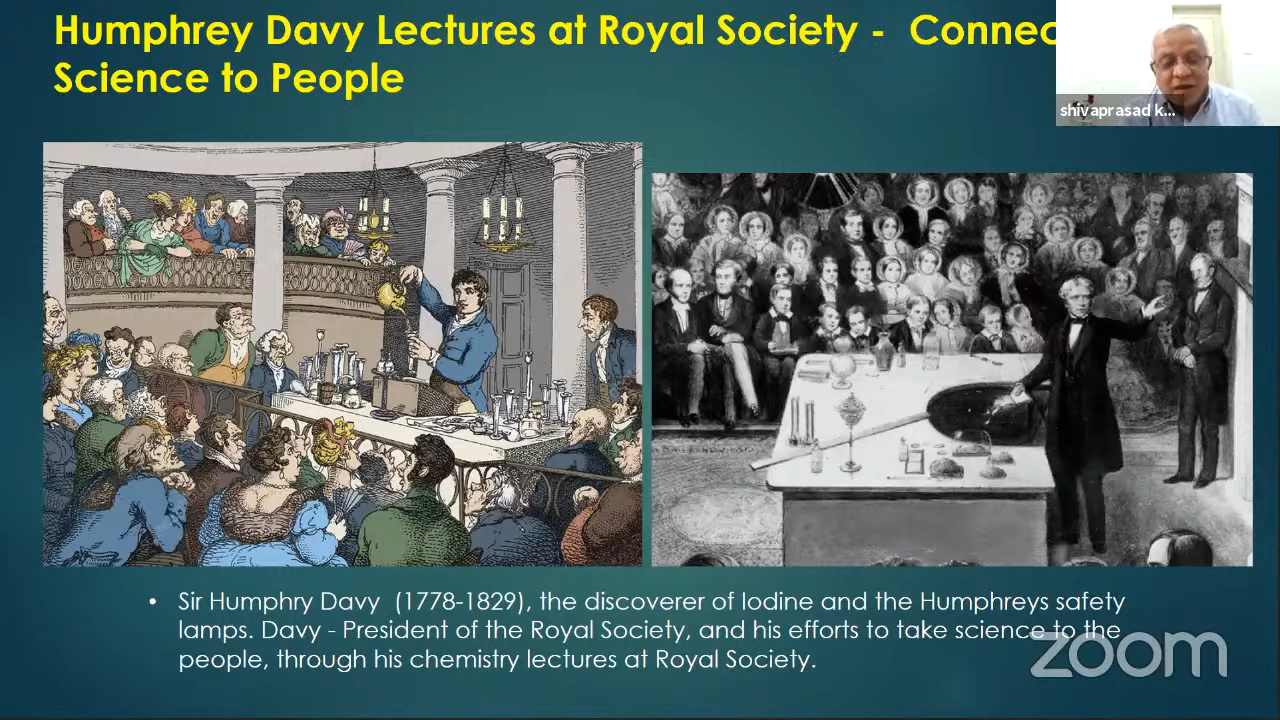 Humphrey Davy Lectures at Royal Society - Connec
Science to People
shivaprasad k...
• Sir Humphry Davy (1778-1829), the discoverer of Iodine and the Humphreys safety
lamps. Davy - President of the Royal Society, and his efforts to take science to the
people, through his chemistry lectures at Royal Society.
zoom